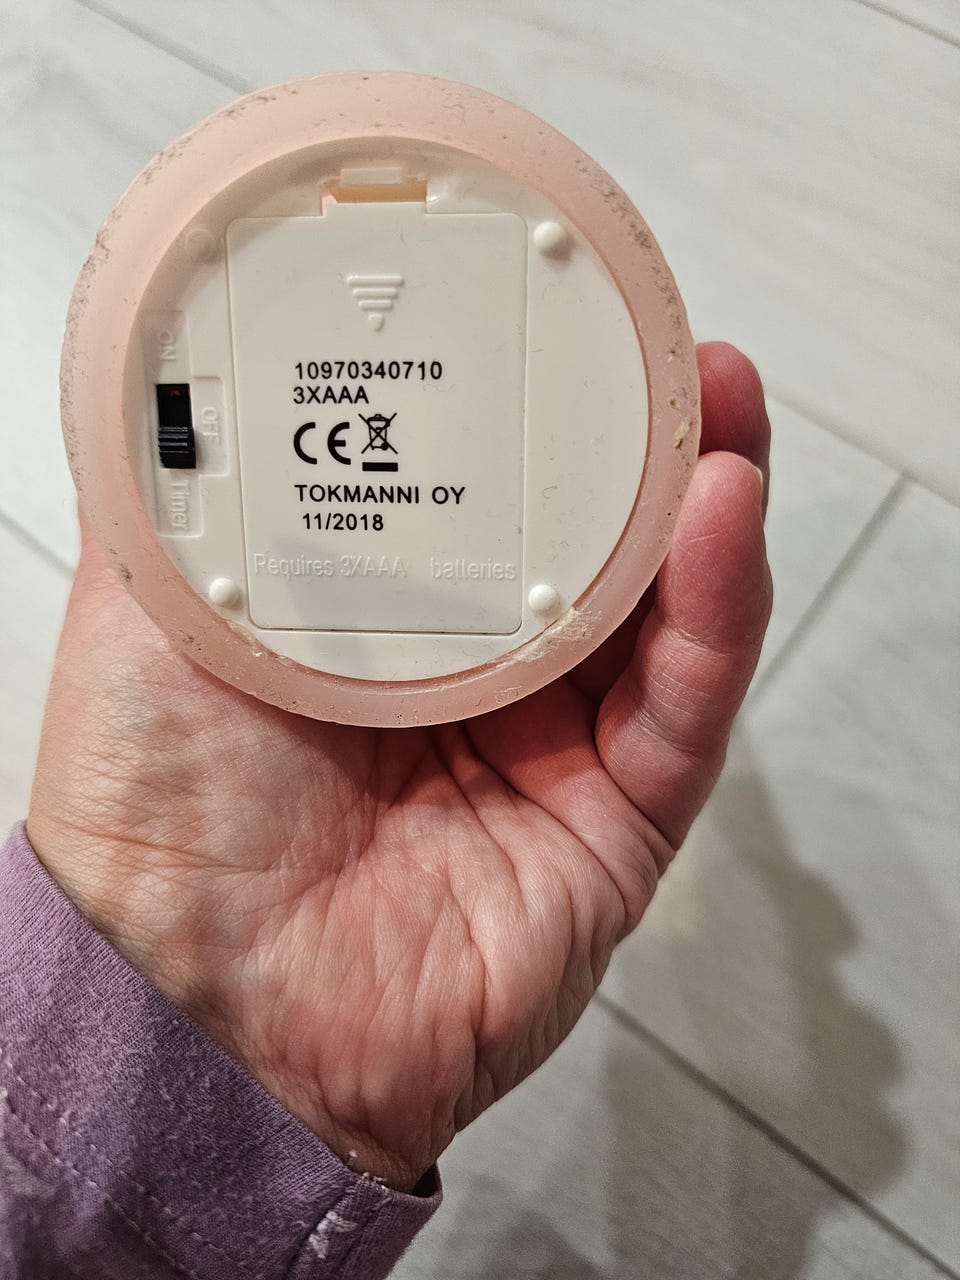 ON
OFF
Timer
10970340710
3XAAA
CE
TOKMANNI OY
11/2018
Requires 3XAAA batteries